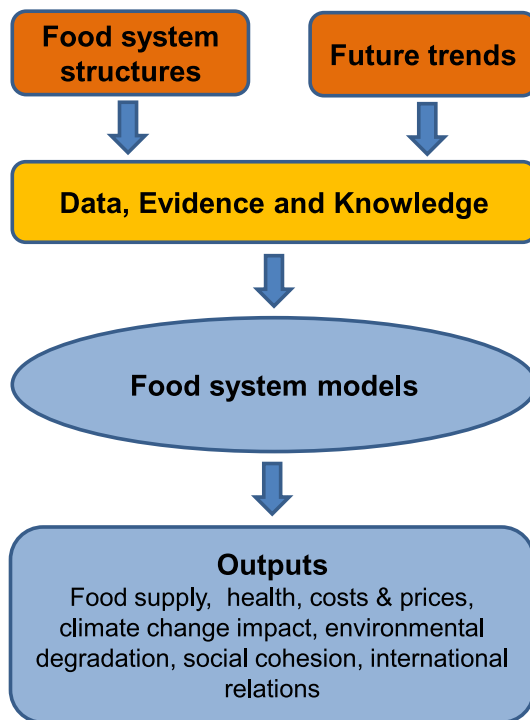 Food system
structures
Future trends
Data, Evidence and Knowledge
Food system models
Outputs
Food supply,  health, costs & prices,
climate change impact, environmental
degradation, social cohesion, international
relations